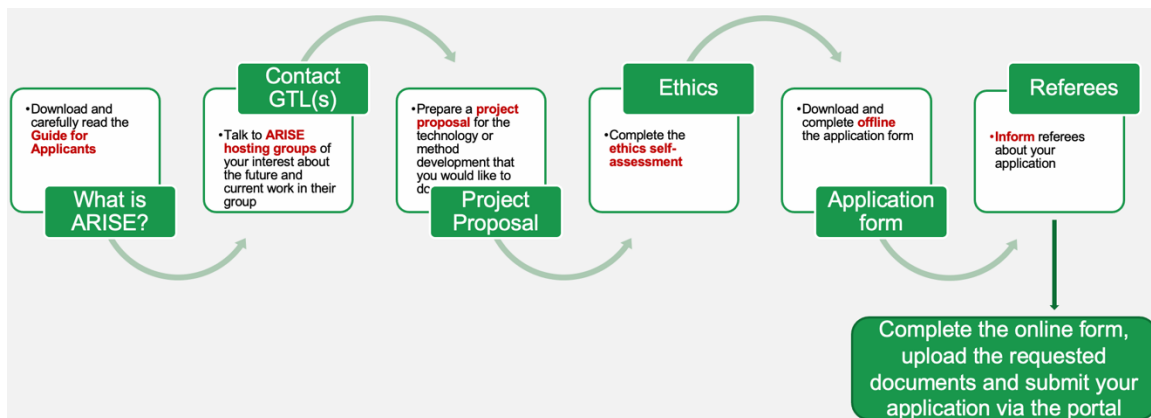 •Download and
carefully read the
Guide for
Applicants
What is
ARISE?
Contact
GTL(s)
•Talk to ARISE
hosting groups of
your interest about
the future and
current work in their
group
•Prepare a project
proposal for the
technology or
method
development that
you would like to
do
Project
Proposal
Ethics
•Complete the
ethics self-
assessment
•Download and
complete offline
the application form
Application
form
Referees
•Inform referees
about your
application
Complete the online form,
upload the requested
documents and submit your
application via the portal